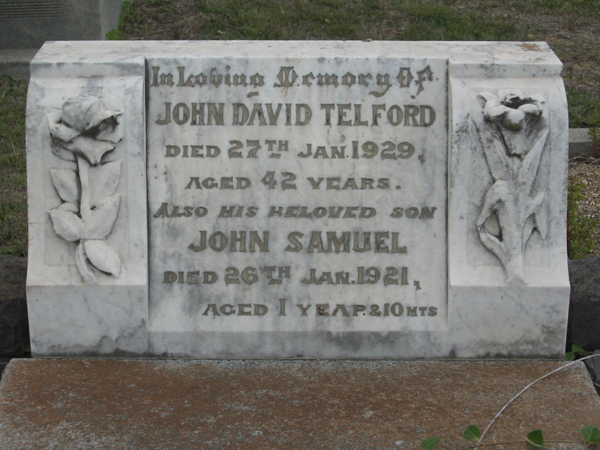 In Loving Memory Of
JOHN DAVID TELFORD
DIED 27TH JAN. 1929,
AGED 42 YEARS.
ALSO HIS BELOVED SON
JOHN SAMUEL
DIED 26TH JAN. 1921,
AGED 1 YEAR & 10 MTS